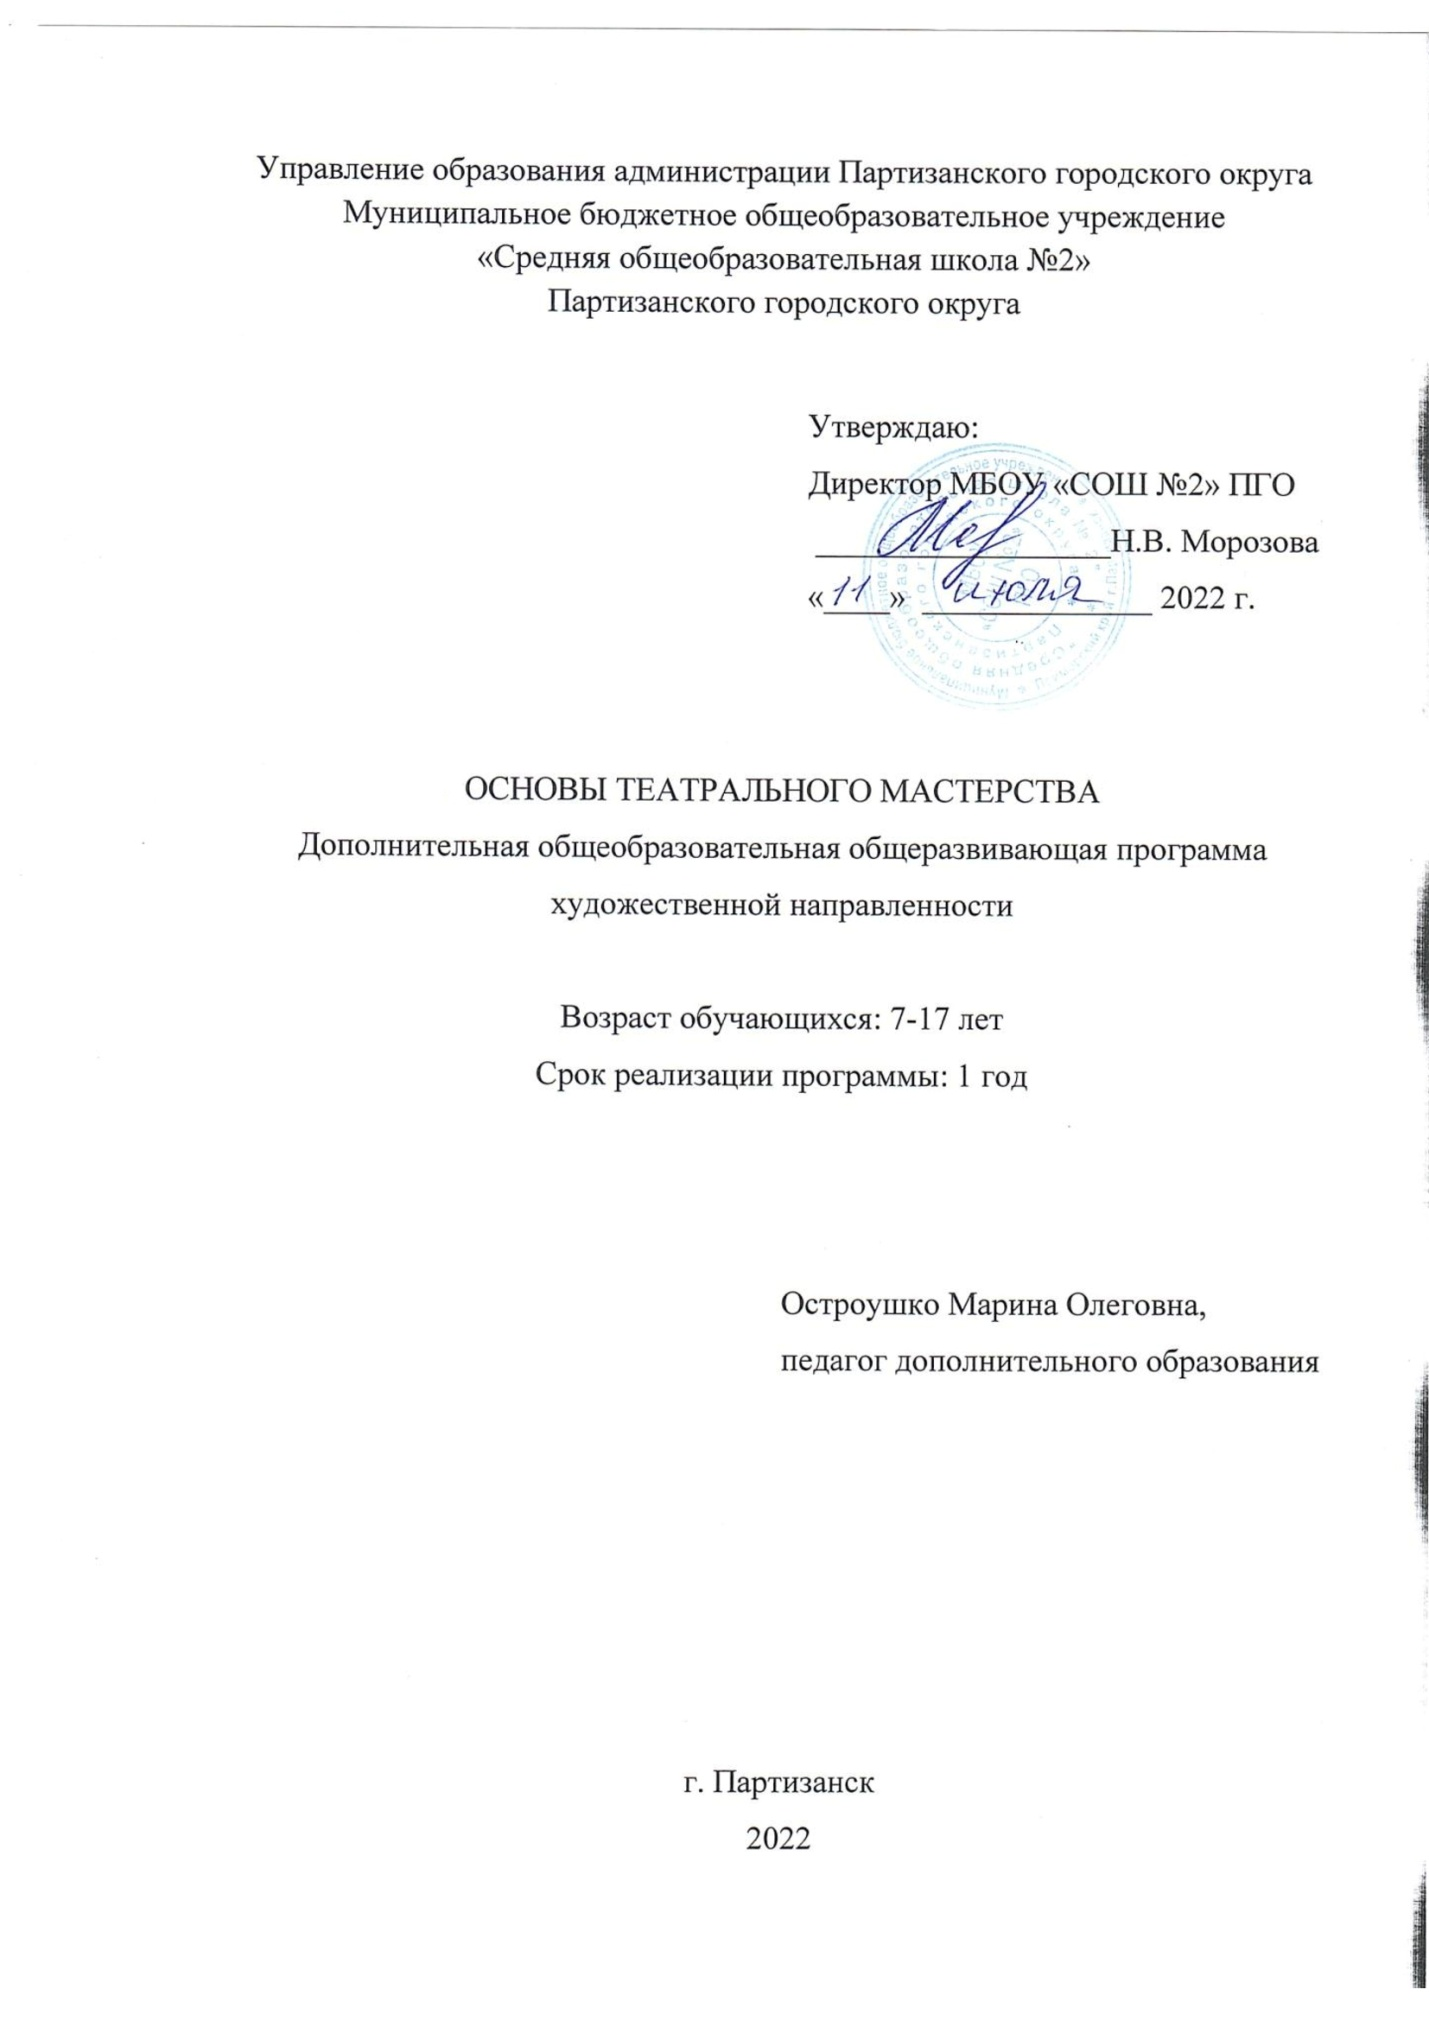 Управление образования администрации Партизанского городского округа
Муниципальное бюджетное общеобразовательное учреждение
«Средняя общеобразовательная школа №2»
Партизанского городского округа
Утверждаю:
Директор МБОУ «СОШ №2» ПГО
Н.В. Морозова
«11» июля 2022 г.
ОСНОВЫ ТЕАТРАЛЬНОГО МАСТЕРСТВА
Дополнительная общеобразовательная общеразвивающая программа
художественной направленности
Возраст обучающихся: 7-17 лет
Срок реализации программы: 1 год
Остроушко Марина Олеговна,
педагог дополнительного образования
г. Партизанск
2022